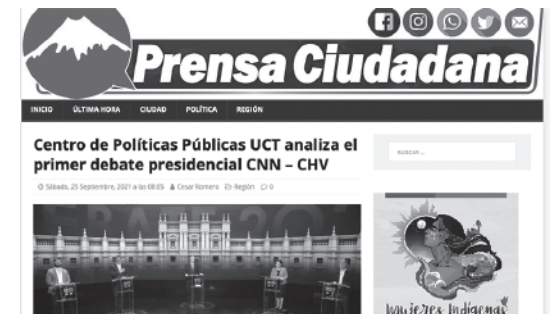 Prensa Ciudadana
INICIO ÚLTIMA HORA CIUDAD POLÍTICA REGIÓN
Centro de Políticas Públicas UCT analiza el
primer debate presidencial CNN – CHV
Sábado, 25 Septiembre, 2021 a las 08:05 Cesar Romero Región 0
BUSCAR ...
Mujeres Indígenas